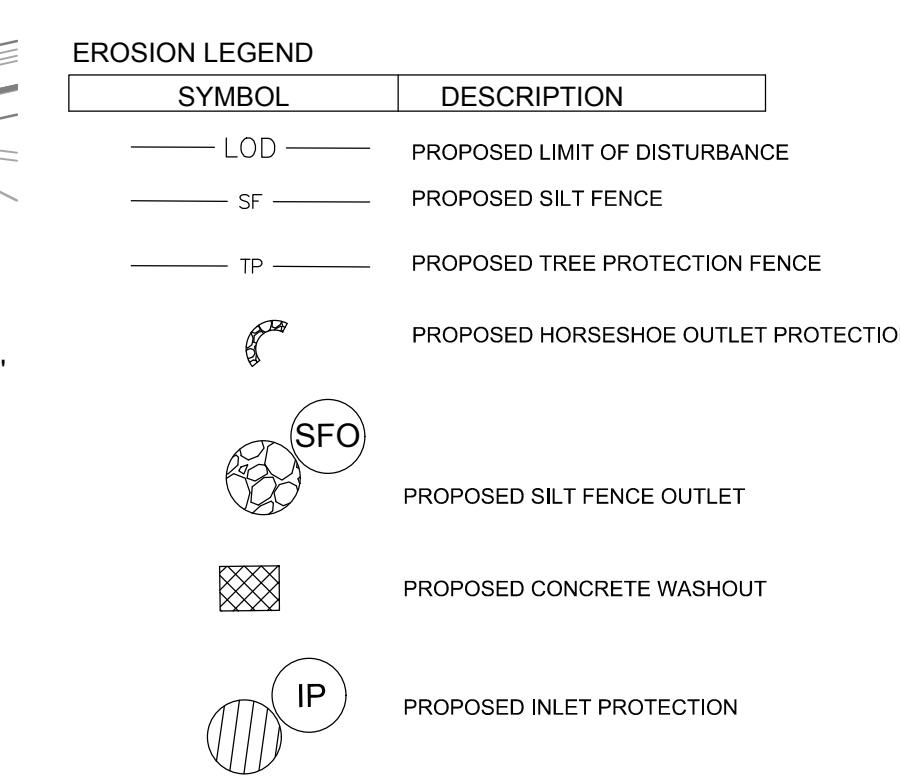 EROSION LEGEND
SYMBOL DESCRIPTION
LOD PROPOSED LIMIT OF DISTURBANCE
SF PROPOSED SILT FENCE
TP PROPOSED TREE PROTECTION FENCE
PROPOSED HORSESHOE OUTLET PROTECTIO
SFO
PROPOSED SILT FENCE OUTLET
PROPOSED CONCRETE WASHOUT
IP
PROPOSED INLET PROTECTION